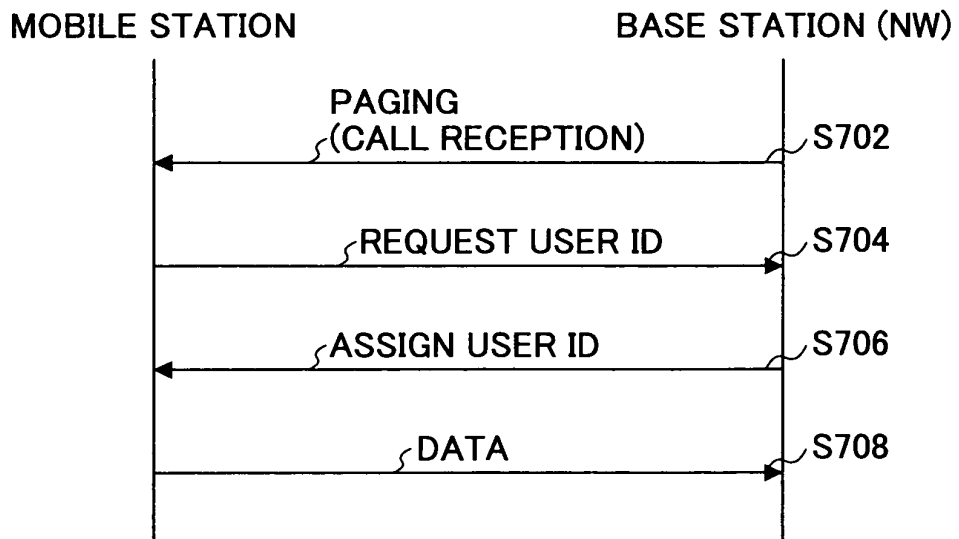 MOBILE STATION
BASE STATION (NW)
PAGING
(CALL RECEPTION)
S702
REQUEST USER ID
S704
ASSIGN USER ID
S706
DATA
S708